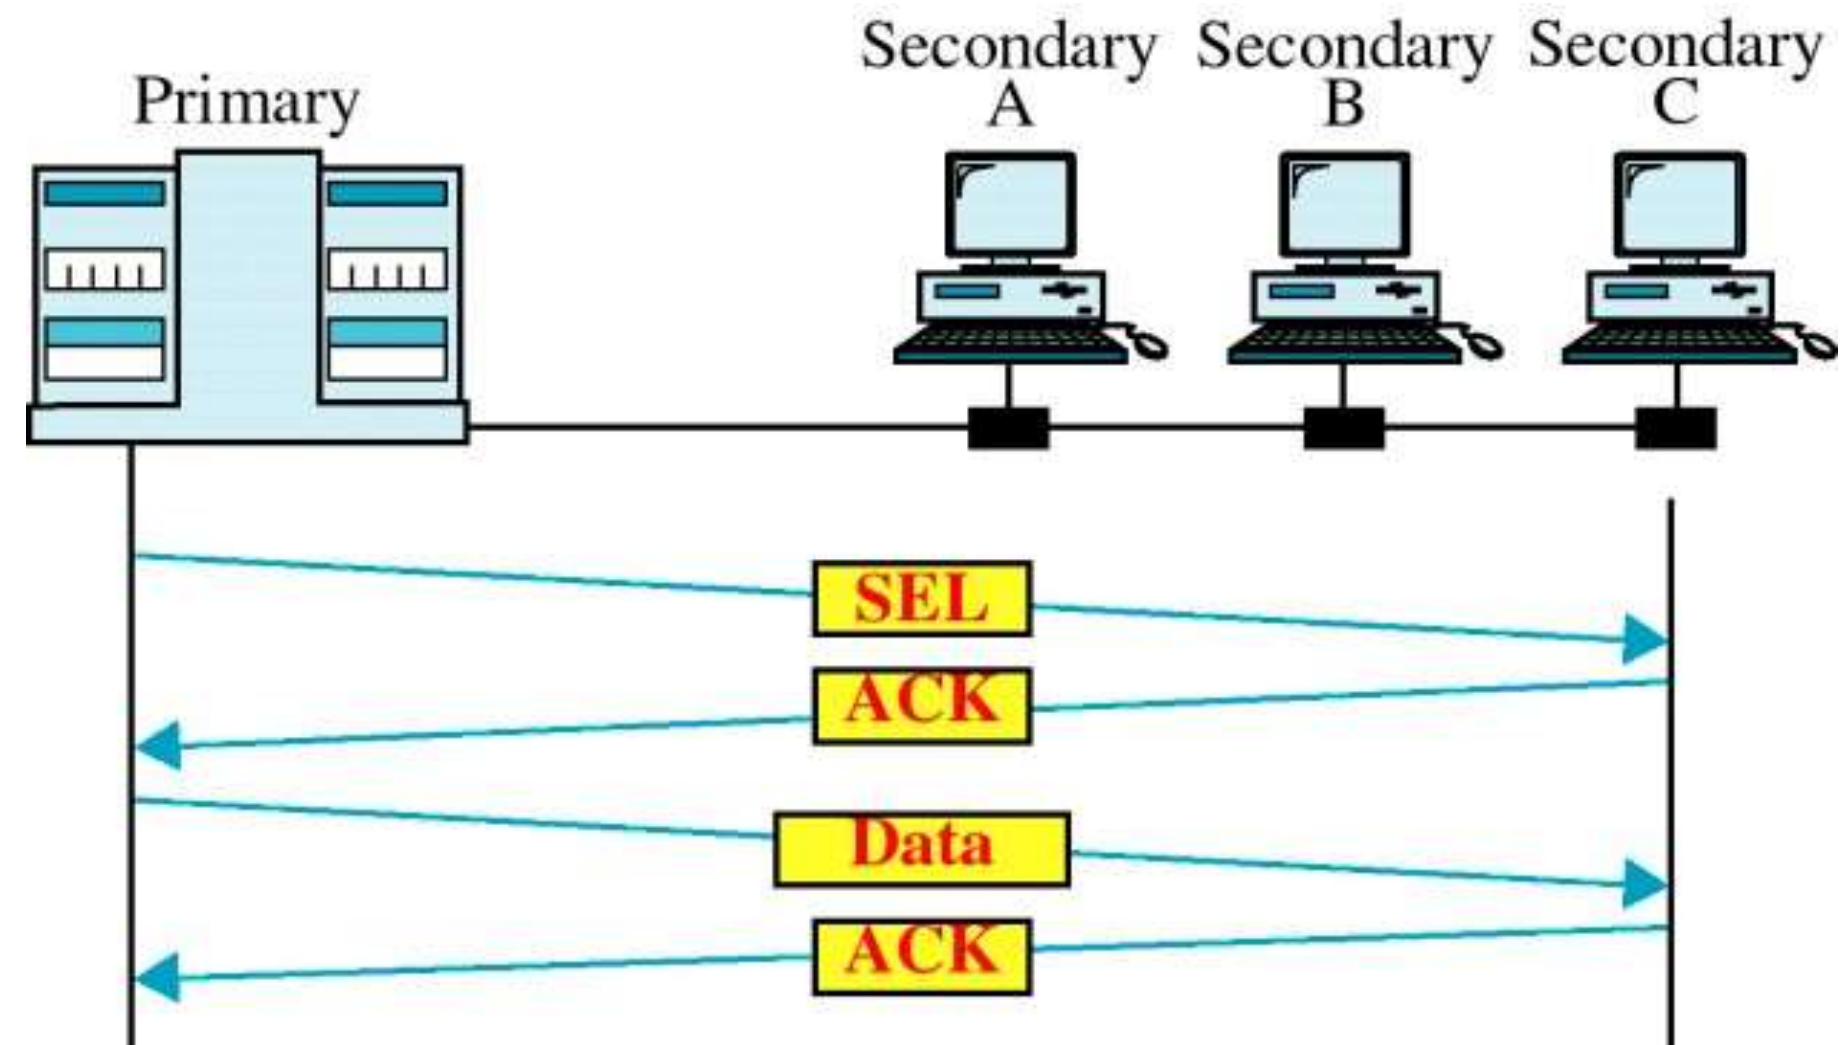 Primary
Secondary
A
Secondary
B
Secondary
C
SEL
ACK
Data
ACK